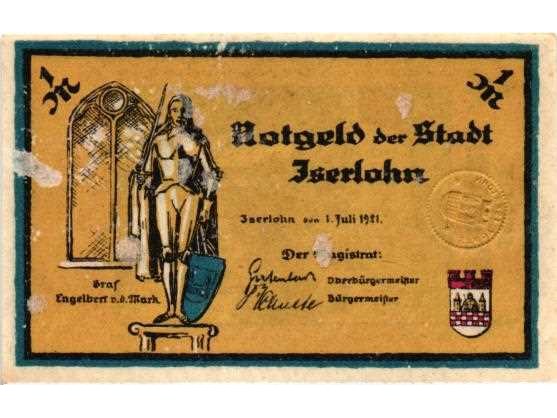 1 M
1 M
Notgeld der Stadt
Iserlohn
Iserlohn den 1. Juli 1921.
Der Magistrat:
Oberbürgermeister
Bürgermeister
Graf
Engelbert v. d. Mark.